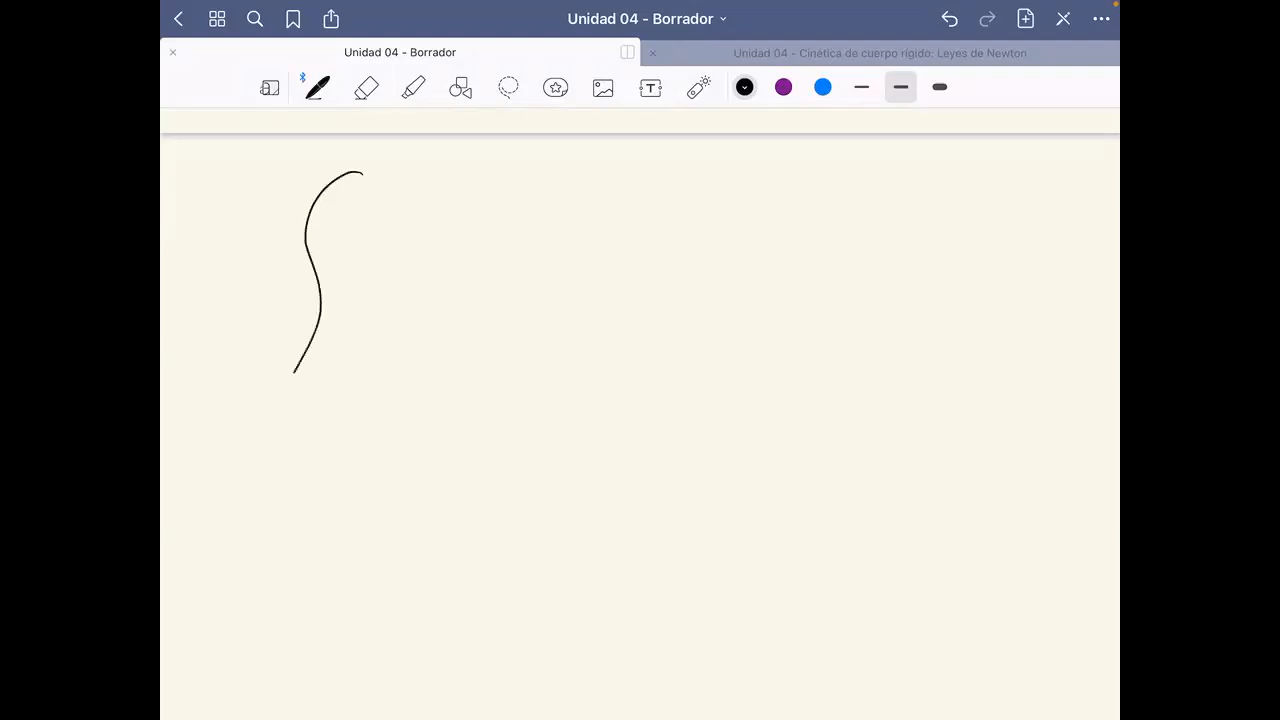 Unidad 04 - Borrador
Unidad 04 - Borrador
Unidad 04 - Cinética de cuerpo rígido: Leyes de Newton
T